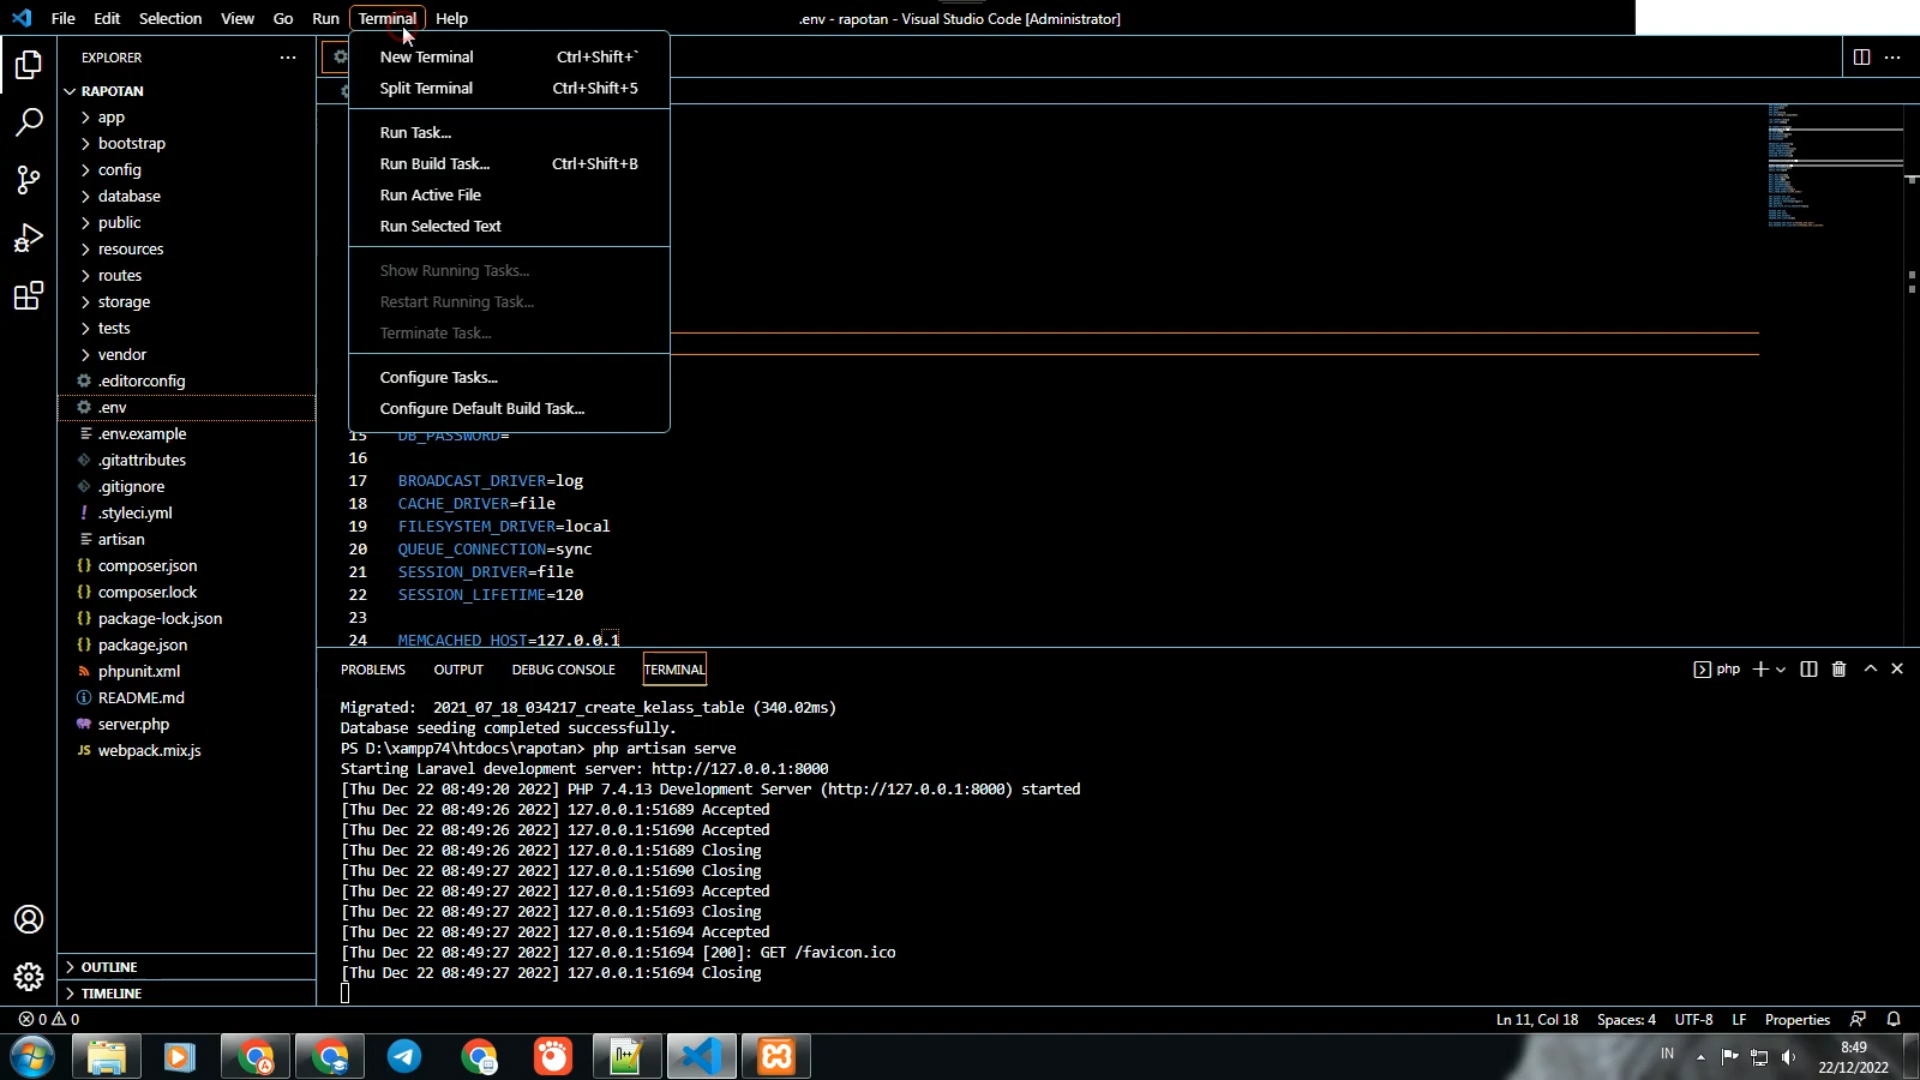 File Edit Selection View Go Run Terminal Help
.env - rapotan - Visual Studio Code [Administrator]
EXPLORER
RAPOTAN
app
bootstrap
config
database
public
resources
routes
storage
tests
vendor
.editorconfig
.env
.env.example
.gitattributes
.gitignore
.styleci.yml
artisan
composer.json
composer.lock
package-lock.json
package.json
phpunit.xml
README.md
server.php
JS webpack.mix.js
OUTLINE
TIMELINE
New Terminal Ctrl+Shift+`
Split Terminal Ctrl+Shift+5
Run Task...
Run Build Task... Ctrl+Shift+B
Run Active File
Run Selected Text
Show Running Tasks...
Restart Running Task...
Terminate Task...
Configure Tasks...
Configure Default Build Task...
15 DB_PASSWORD=
16
17 BROADCAST_DRIVER=log
18 CACHE_DRIVER=file
19 FILESYSTEM_DRIVER=local
20 QUEUE_CONNECTION=sync
21 SESSION_DRIVER=file
22 SESSION_LIFETIME=120
23
24 MEMCACHED_HOST=127.0.0.1
PROBLEMS OUTPUT DEBUG CONSOLE TERMINAL
php
Migrated: 2021_07_18_034217_create_kelass_table (340.02ms)
Database seeding completed successfully.
PS D:\xampp74\htdocs\rapotan> php artisan serve
Starting Laravel development server: http://127.0.0.1:8000
[Thu Dec 22 08:49:20 2022] PHP 7.4.13 Development Server (http://127.0.0.1:8000) started
[Thu Dec 22 08:49:26 2022] 127.0.0.1:51689 Accepted
[Thu Dec 22 08:49:26 2022] 127.0.0.1:51690 Accepted
[Thu Dec 22 08:49:26 2022] 127.0.0.1:51689 Closing
[Thu Dec 22 08:49:27 2022] 127.0.0.1:51690 Closing
[Thu Dec 22 08:49:27 2022] 127.0.0.1:51693 Accepted
[Thu Dec 22 08:49:27 2022] 127.0.0.1:51693 Closing
[Thu Dec 22 08:49:27 2022] 127.0.0.1:51694 Accepted
[Thu Dec 22 08:49:27 2022] 127.0.0.1:51694 [200]: GET /favicon.ico
[Thu Dec 22 08:49:27 2022] 127.0.0.1:51694 Closing
0 0
Ln 11, Col 18 Spaces: 4 UTF-8 LF Properties
IN
8:49
22/12/2022